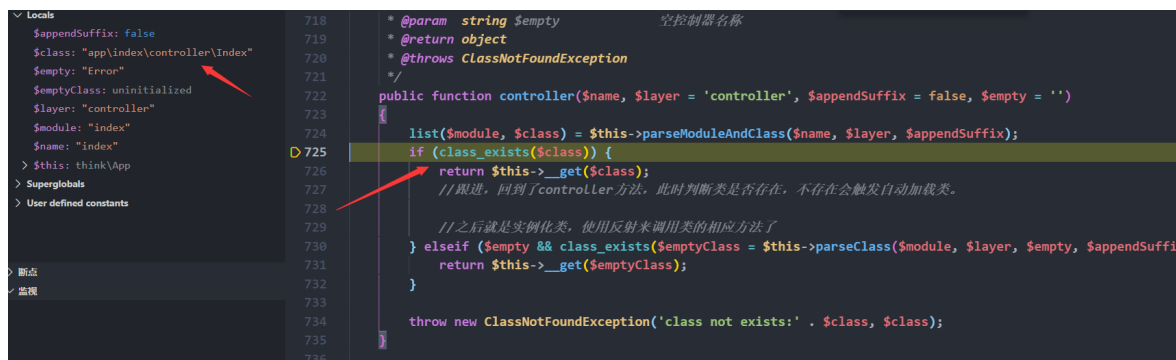 Locals
$appendSuffix: false
$class: "app\index\controller\Index"
$empty: "Error"
$emptyClass: uninitialized
$layer: "controller"
$module: "index"
$name: "index"
$this: think\App
Superglobals
User defined constants
断点
监视
718 * @param string $empty 空控制器名称
719 * @return object
720 * @throws ClassNotFoundException
721 */
722 public function controller($name, $layer = 'controller', $appendSuffix = false, $empty = '')
723 {
724 list($module, $class) = $this->parseModuleAndClass($name, $layer, $appendSuffix);
725 if (class_exists($class)) {
726 return $this->__get($class);
727 //跟进，回到了controller方法，此时判断类是否存在，不存在会触发自动加载类。
728
729 //之后就是实例化类，使用反射来调用类的相应方法了
730 } elseif ($empty && class_exists($emptyClass = $this->parseClass($module, $layer, $empty, $appendSuffi
731 return $this->__get($emptyClass);
732 }
733
734 throw new ClassNotFoundException('class not exists:' . $class, $class);
735 }
736